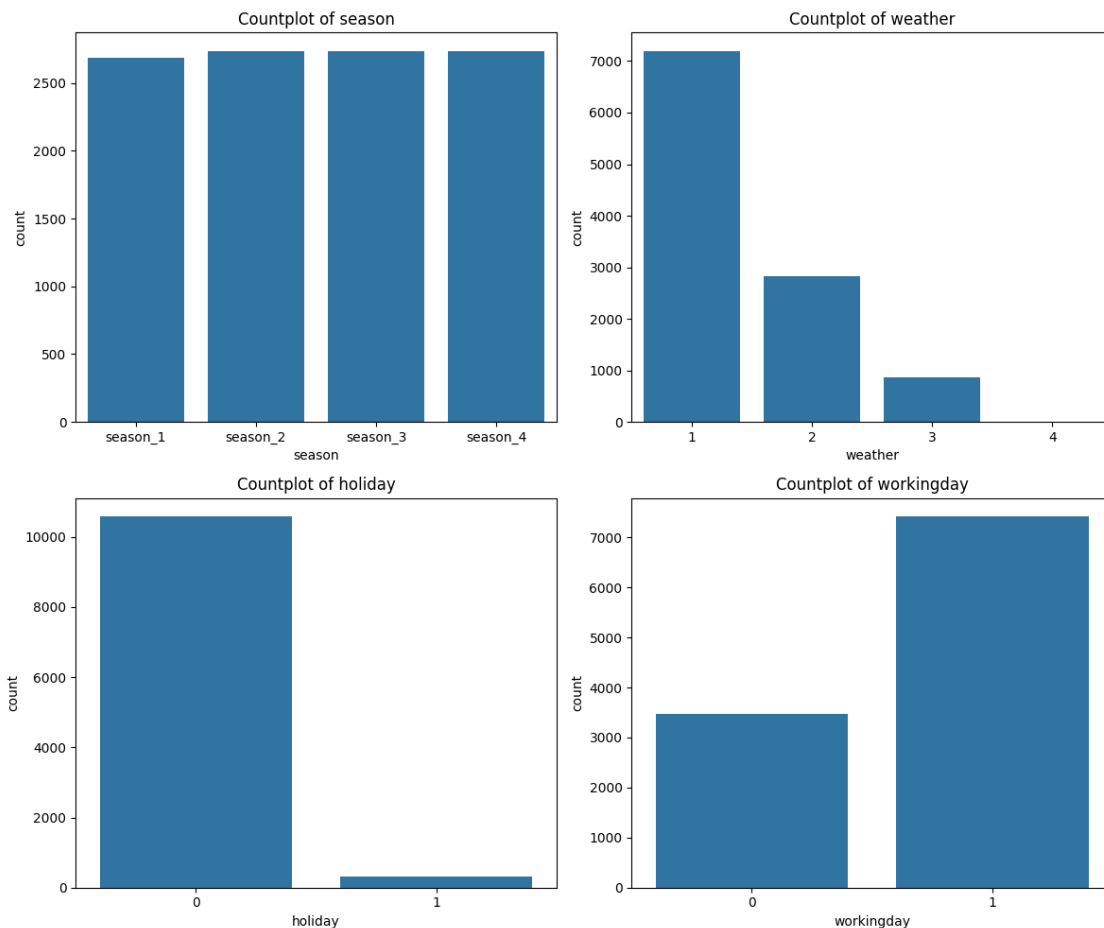 Countplot of season
2500
2000
1500
1000
500
0
count
season_1 season_2 season_3 season_4
season
Countplot of weather
7000
6000
5000
4000
3000
2000
1000
0
count
1 2 3 4
weather
Countplot of holiday
10000
8000
6000
4000
2000
0
count
0 1
holiday
Countplot of workingday
7000
6000
5000
4000
3000
2000
1000
0
count
0 1
workingday